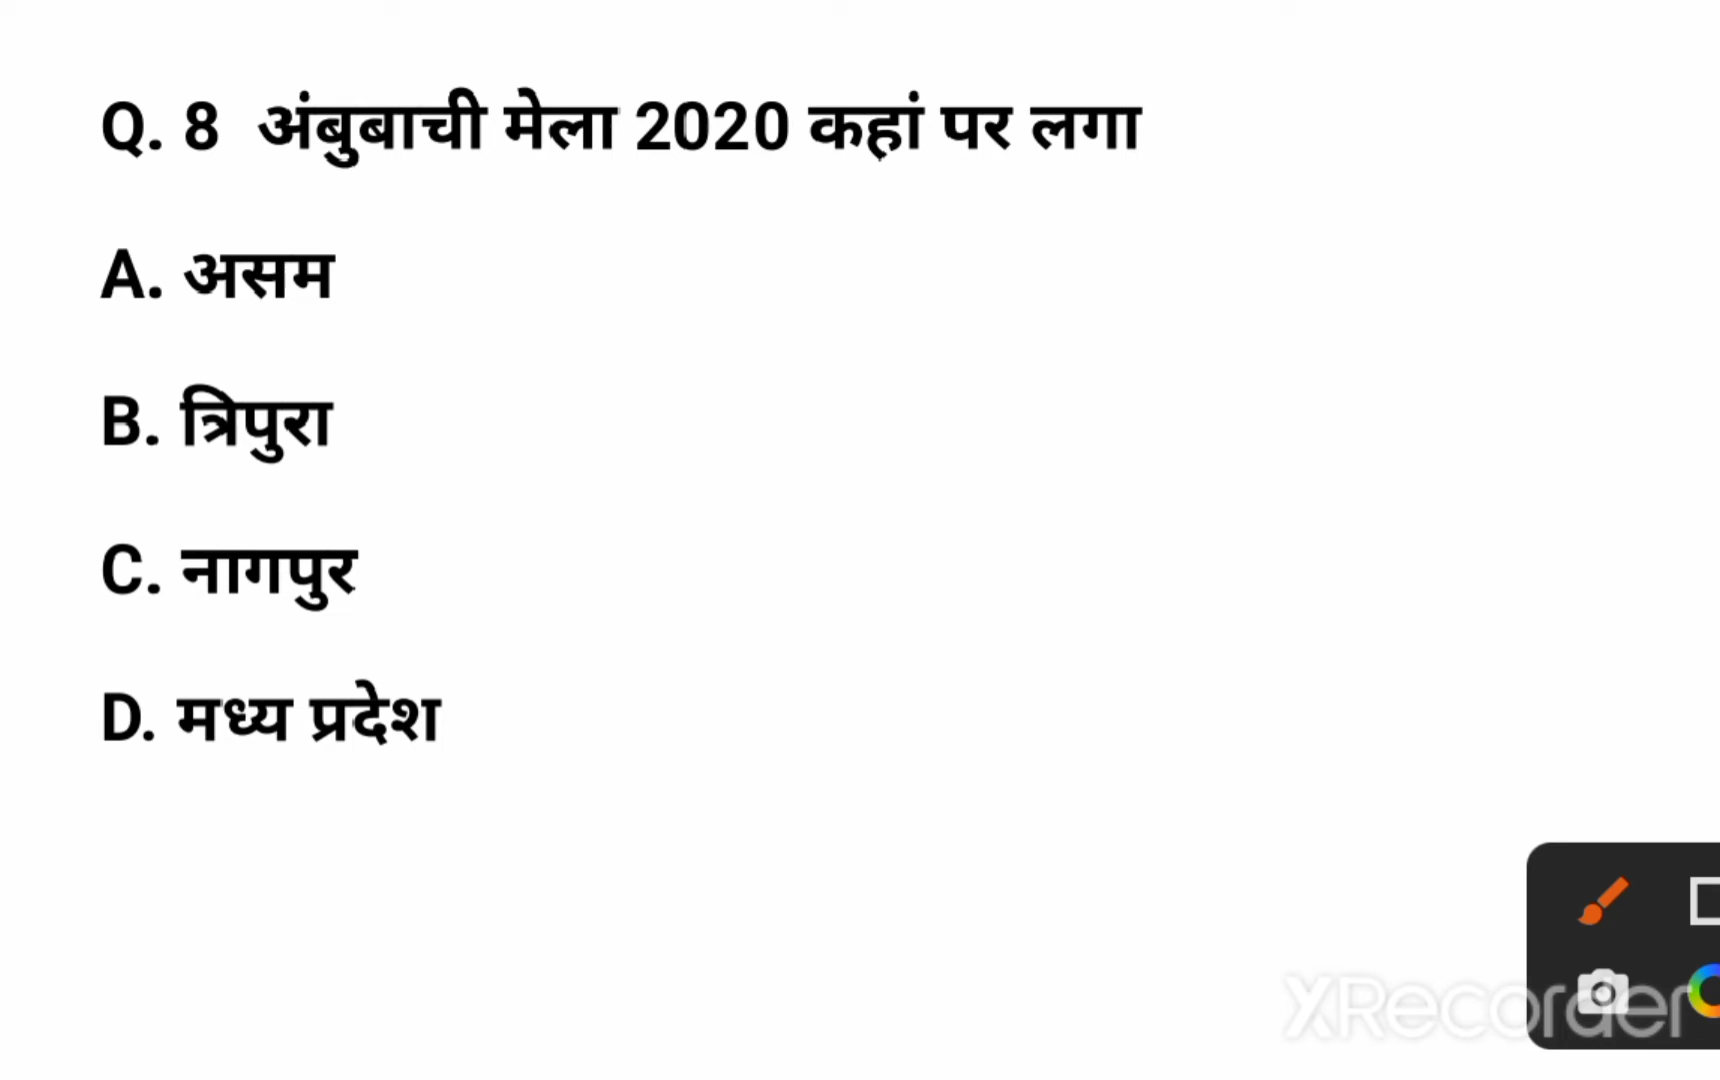 Q. 8 अंबुबाची मेला 2020 कहां पर लगा
A. असम
B. त्रिपुरा
C. नागपुर
D. मध्य प्रदेश
XRecorder